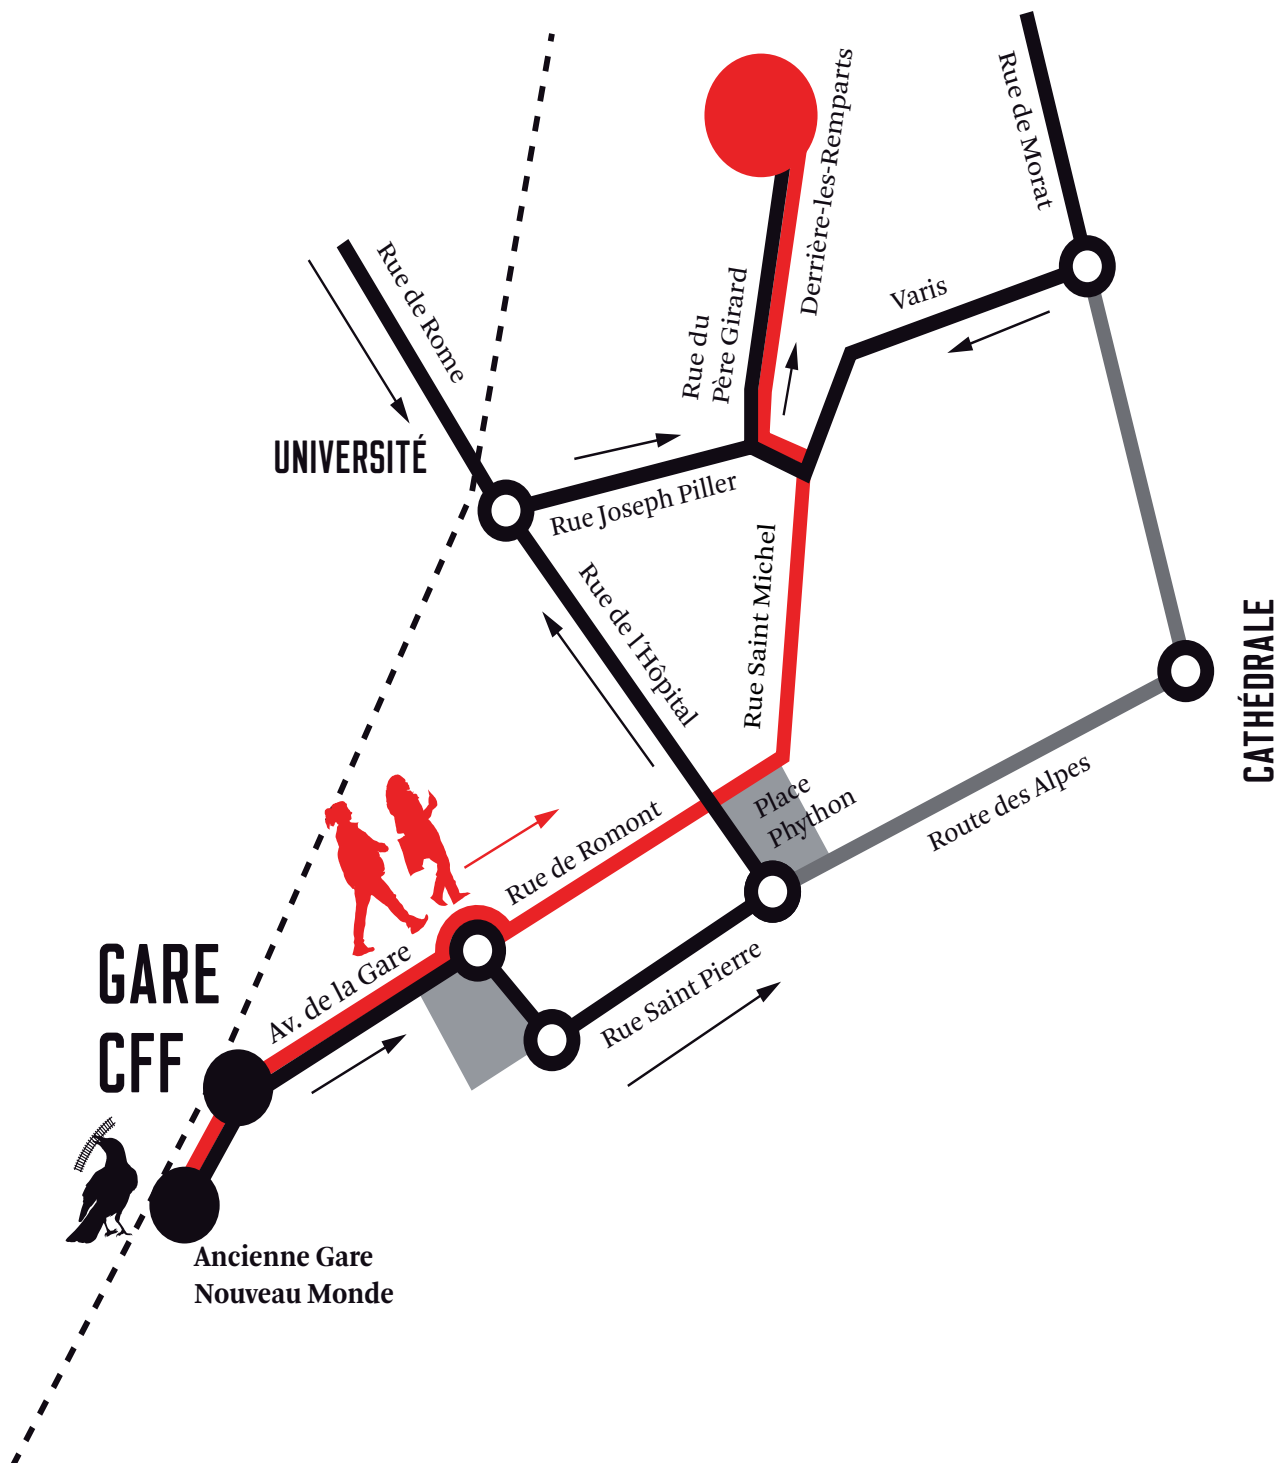 Rue de Morat
Derrière-les-Remparts
Rue de Rome
Varis
Rue du
Père Girard
UNIVERSITÉ
Rue Joseph Piller
Rue de l'Hôpital
Rue Saint Michel
CATHÉDRALE
Place
Phython
Route des Alpes
Rue de Romont
GARE
CFF
Av. de la Gare
Rue Saint Pierre
Ancienne Gare
Nouveau Monde